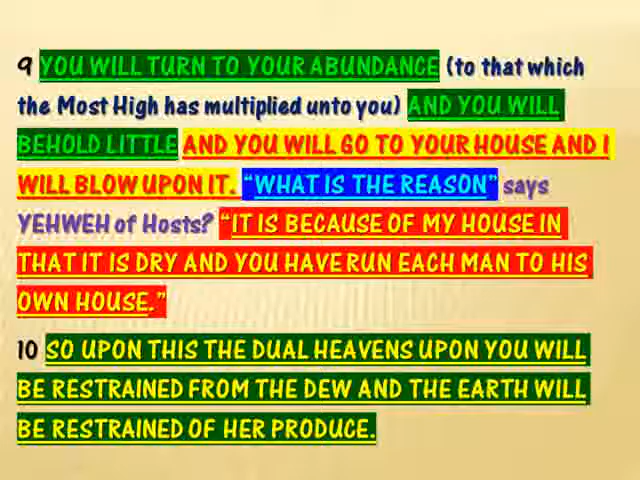 9 YOU WILL TURN TO YOUR ABUNDANCE (to that which
the Most High has multiplied unto you) AND YOU WILL
BEHOLD LITTLE AND YOU WILL GO TO YOUR HOUSE AND I
WILL BLOW UPON IT. “WHAT IS THE REASON” says
YEHWEH of Hosts? “IT IS BECAUSE OF MY HOUSE IN
THAT IT IS DRY AND YOU HAVE RUN EACH MAN TO HIS
OWN HOUSE.”
10 SO UPON THIS THE DUAL HEAVENS UPON YOU WILL
BE RESTRAINED FROM THE DEW AND THE EARTH WILL
BE RESTRAINED OF HER PRODUCE.